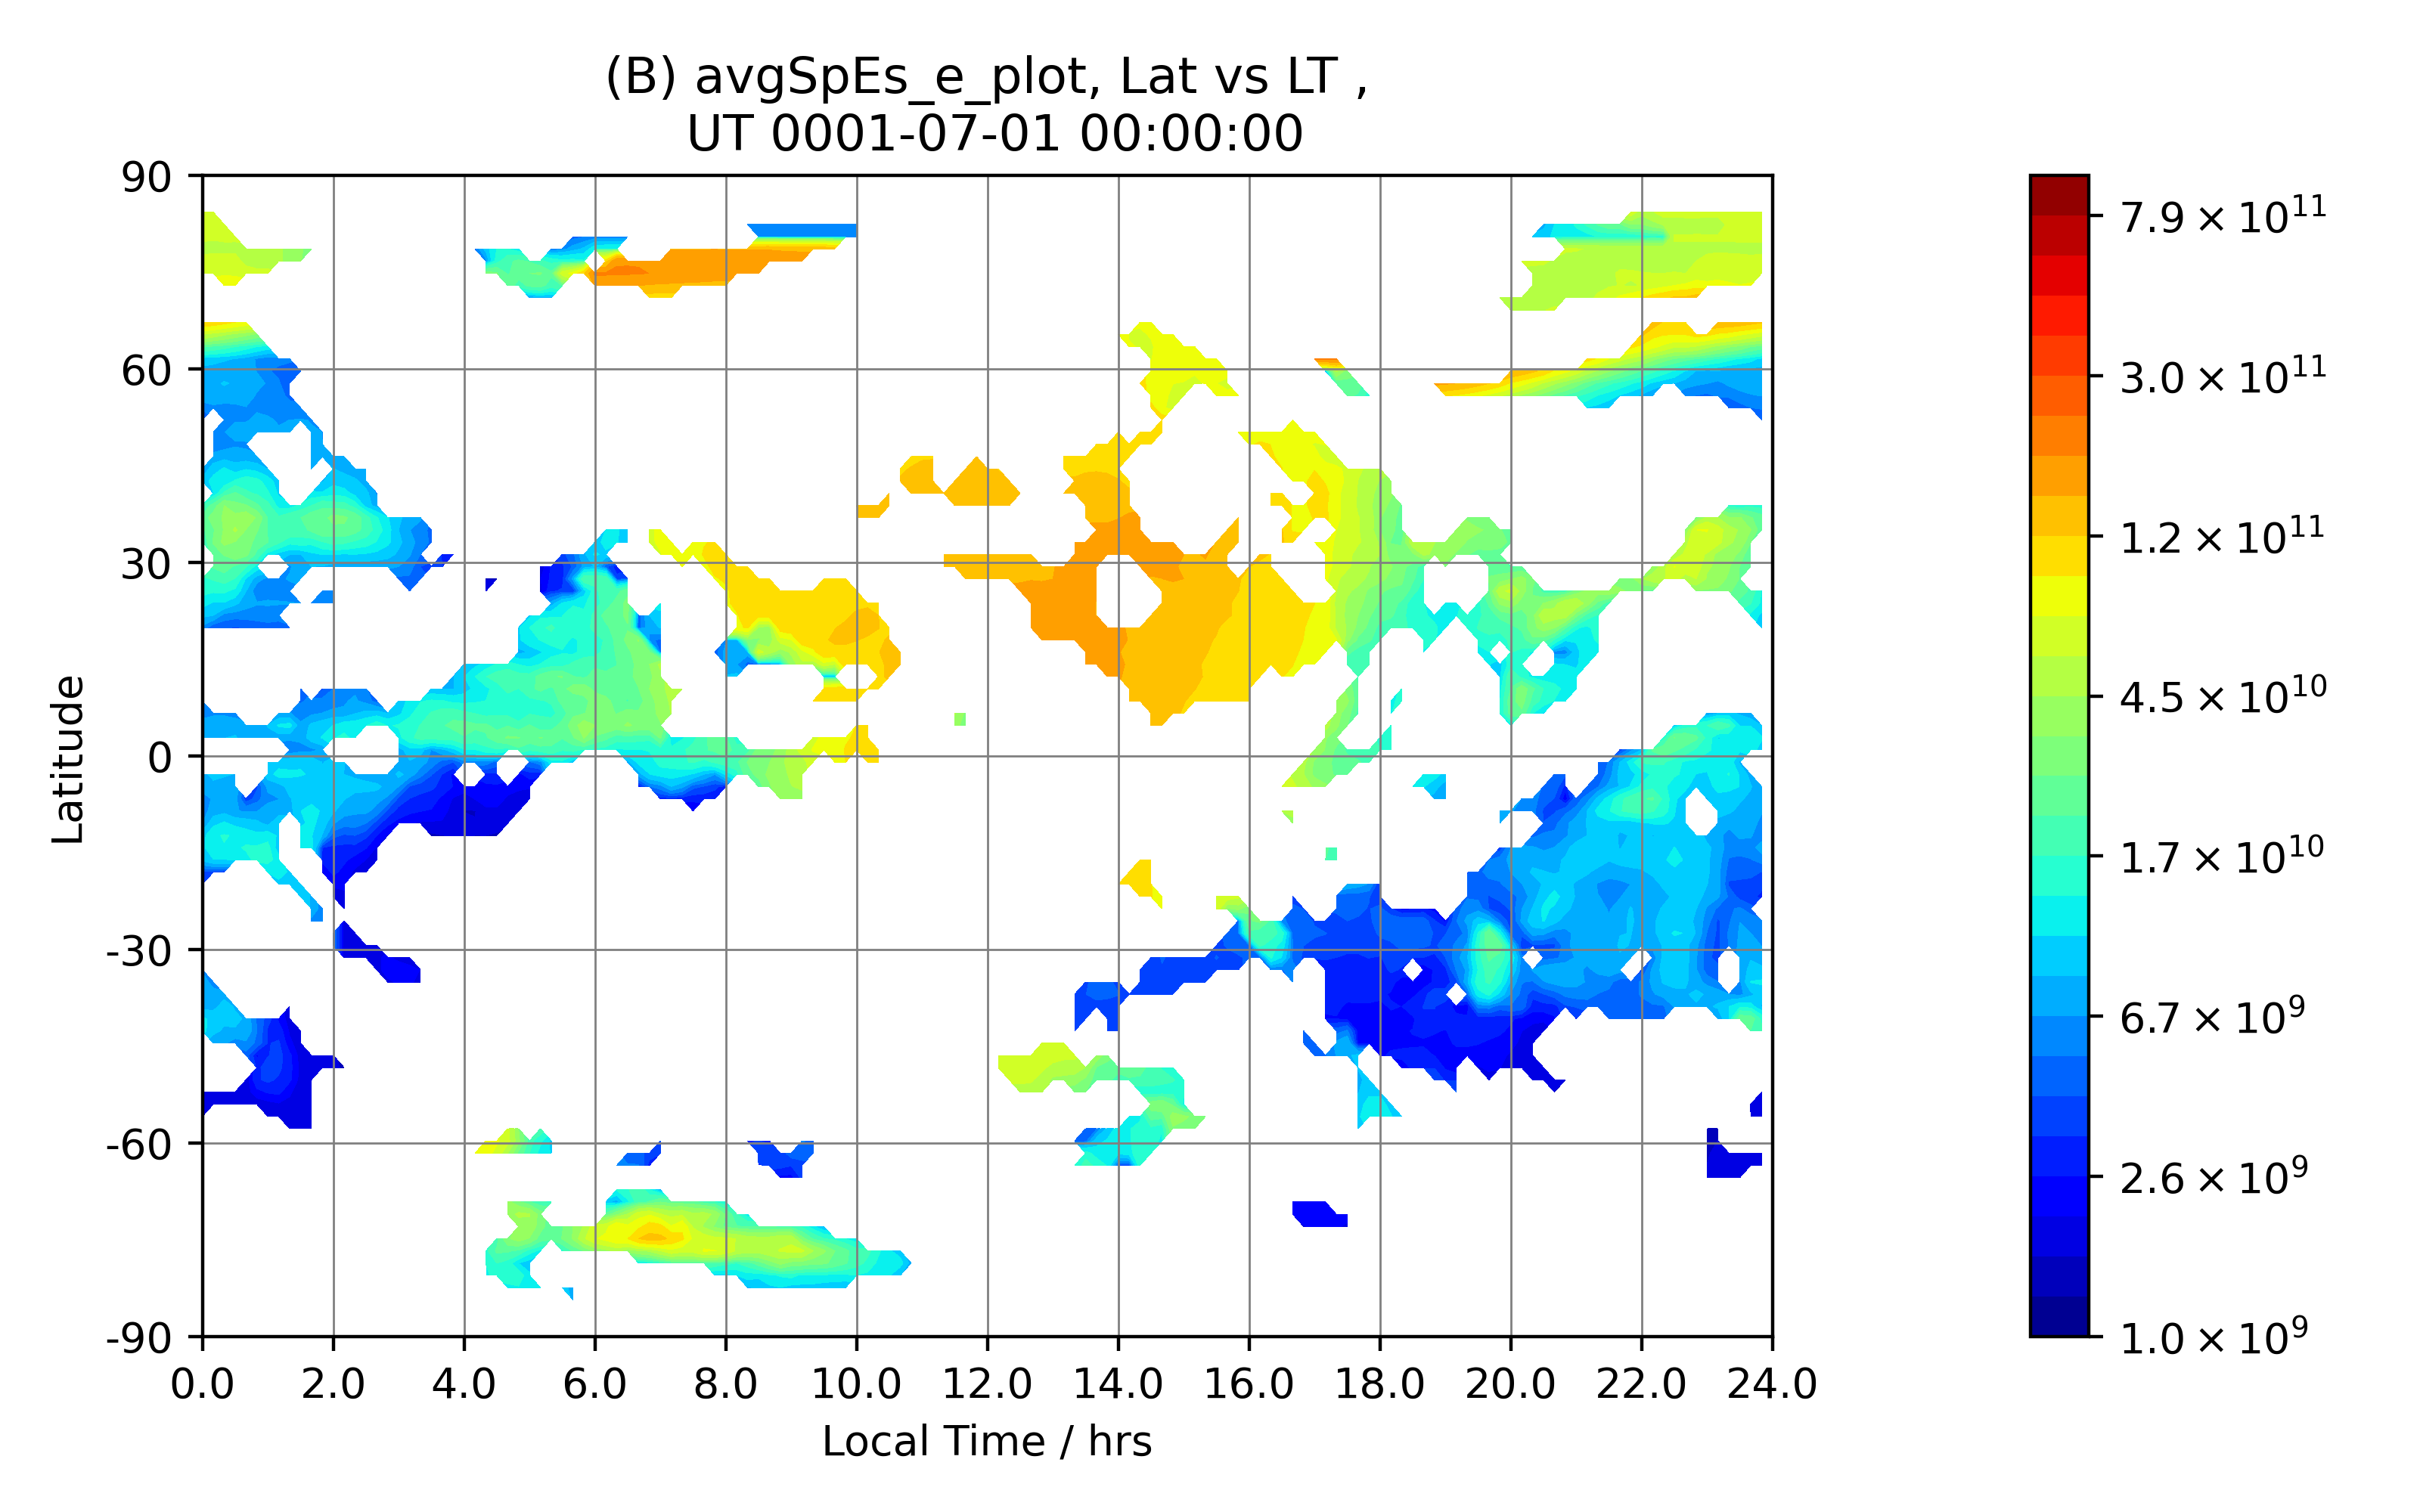 (B) avgSpEs_e_plot, Lat vs LT ,
UT 0001-07-01 00:00:00
90
60
30
0
-30
-60
-90
Latitude
0.0 2.0 4.0 6.0 8.0 10.0 12.0 14.0 16.0 18.0 20.0 22.0 24.0
Local Time / hrs
7.9 × 10¹¹
3.0 × 10¹¹
1.2 × 10¹¹
4.5 × 10¹⁰
1.7 × 10¹⁰
6.7 × 10⁹
2.6 × 10⁹
1.0 × 10⁹